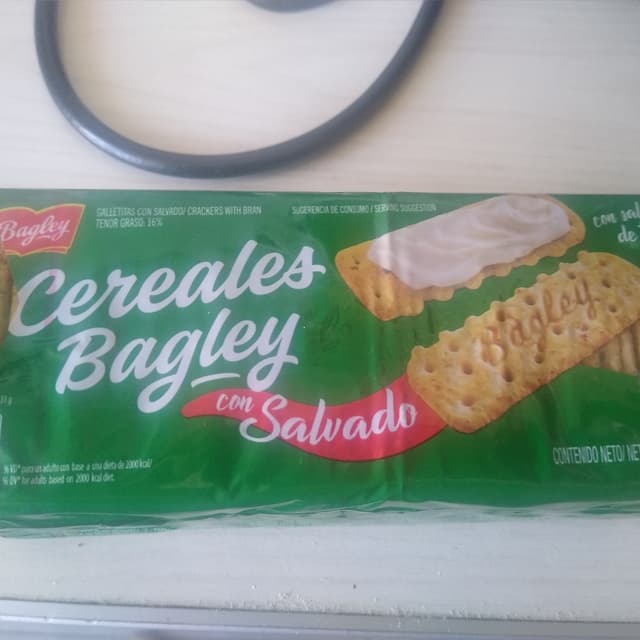 Bagley
GALLETITAS CON SALVADO/ CRACKERS WITH BRAN
TENOR GRASO: 16%
SUGERENCIA DE CONSUMO / SERVING SUGGESTION
con
de
Cereales
Bagley
con Salvado
Bagley
% VD* para un adulto con base a una dieta de 2000 kcal/
% DV* for adults based on 2000 kcal diet.
CONTENIDO NETO/